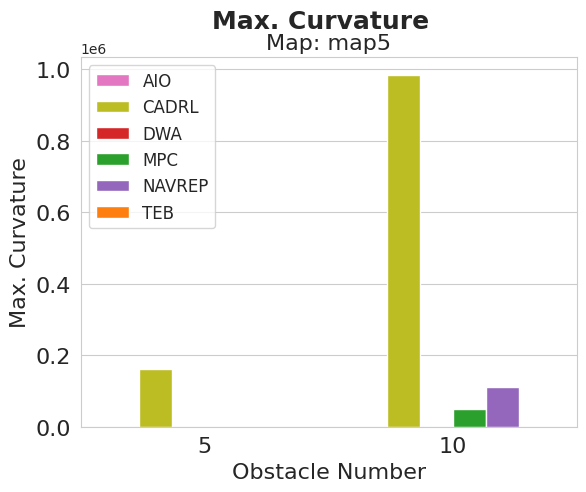 Max. Curvature
Map: map5
1e6
AIO
CADRL
DWA
MPC
NAVREP
TEB
1.0
0.8
0.6
0.4
0.2
0.0
Max. Curvature
5 10
Obstacle Number